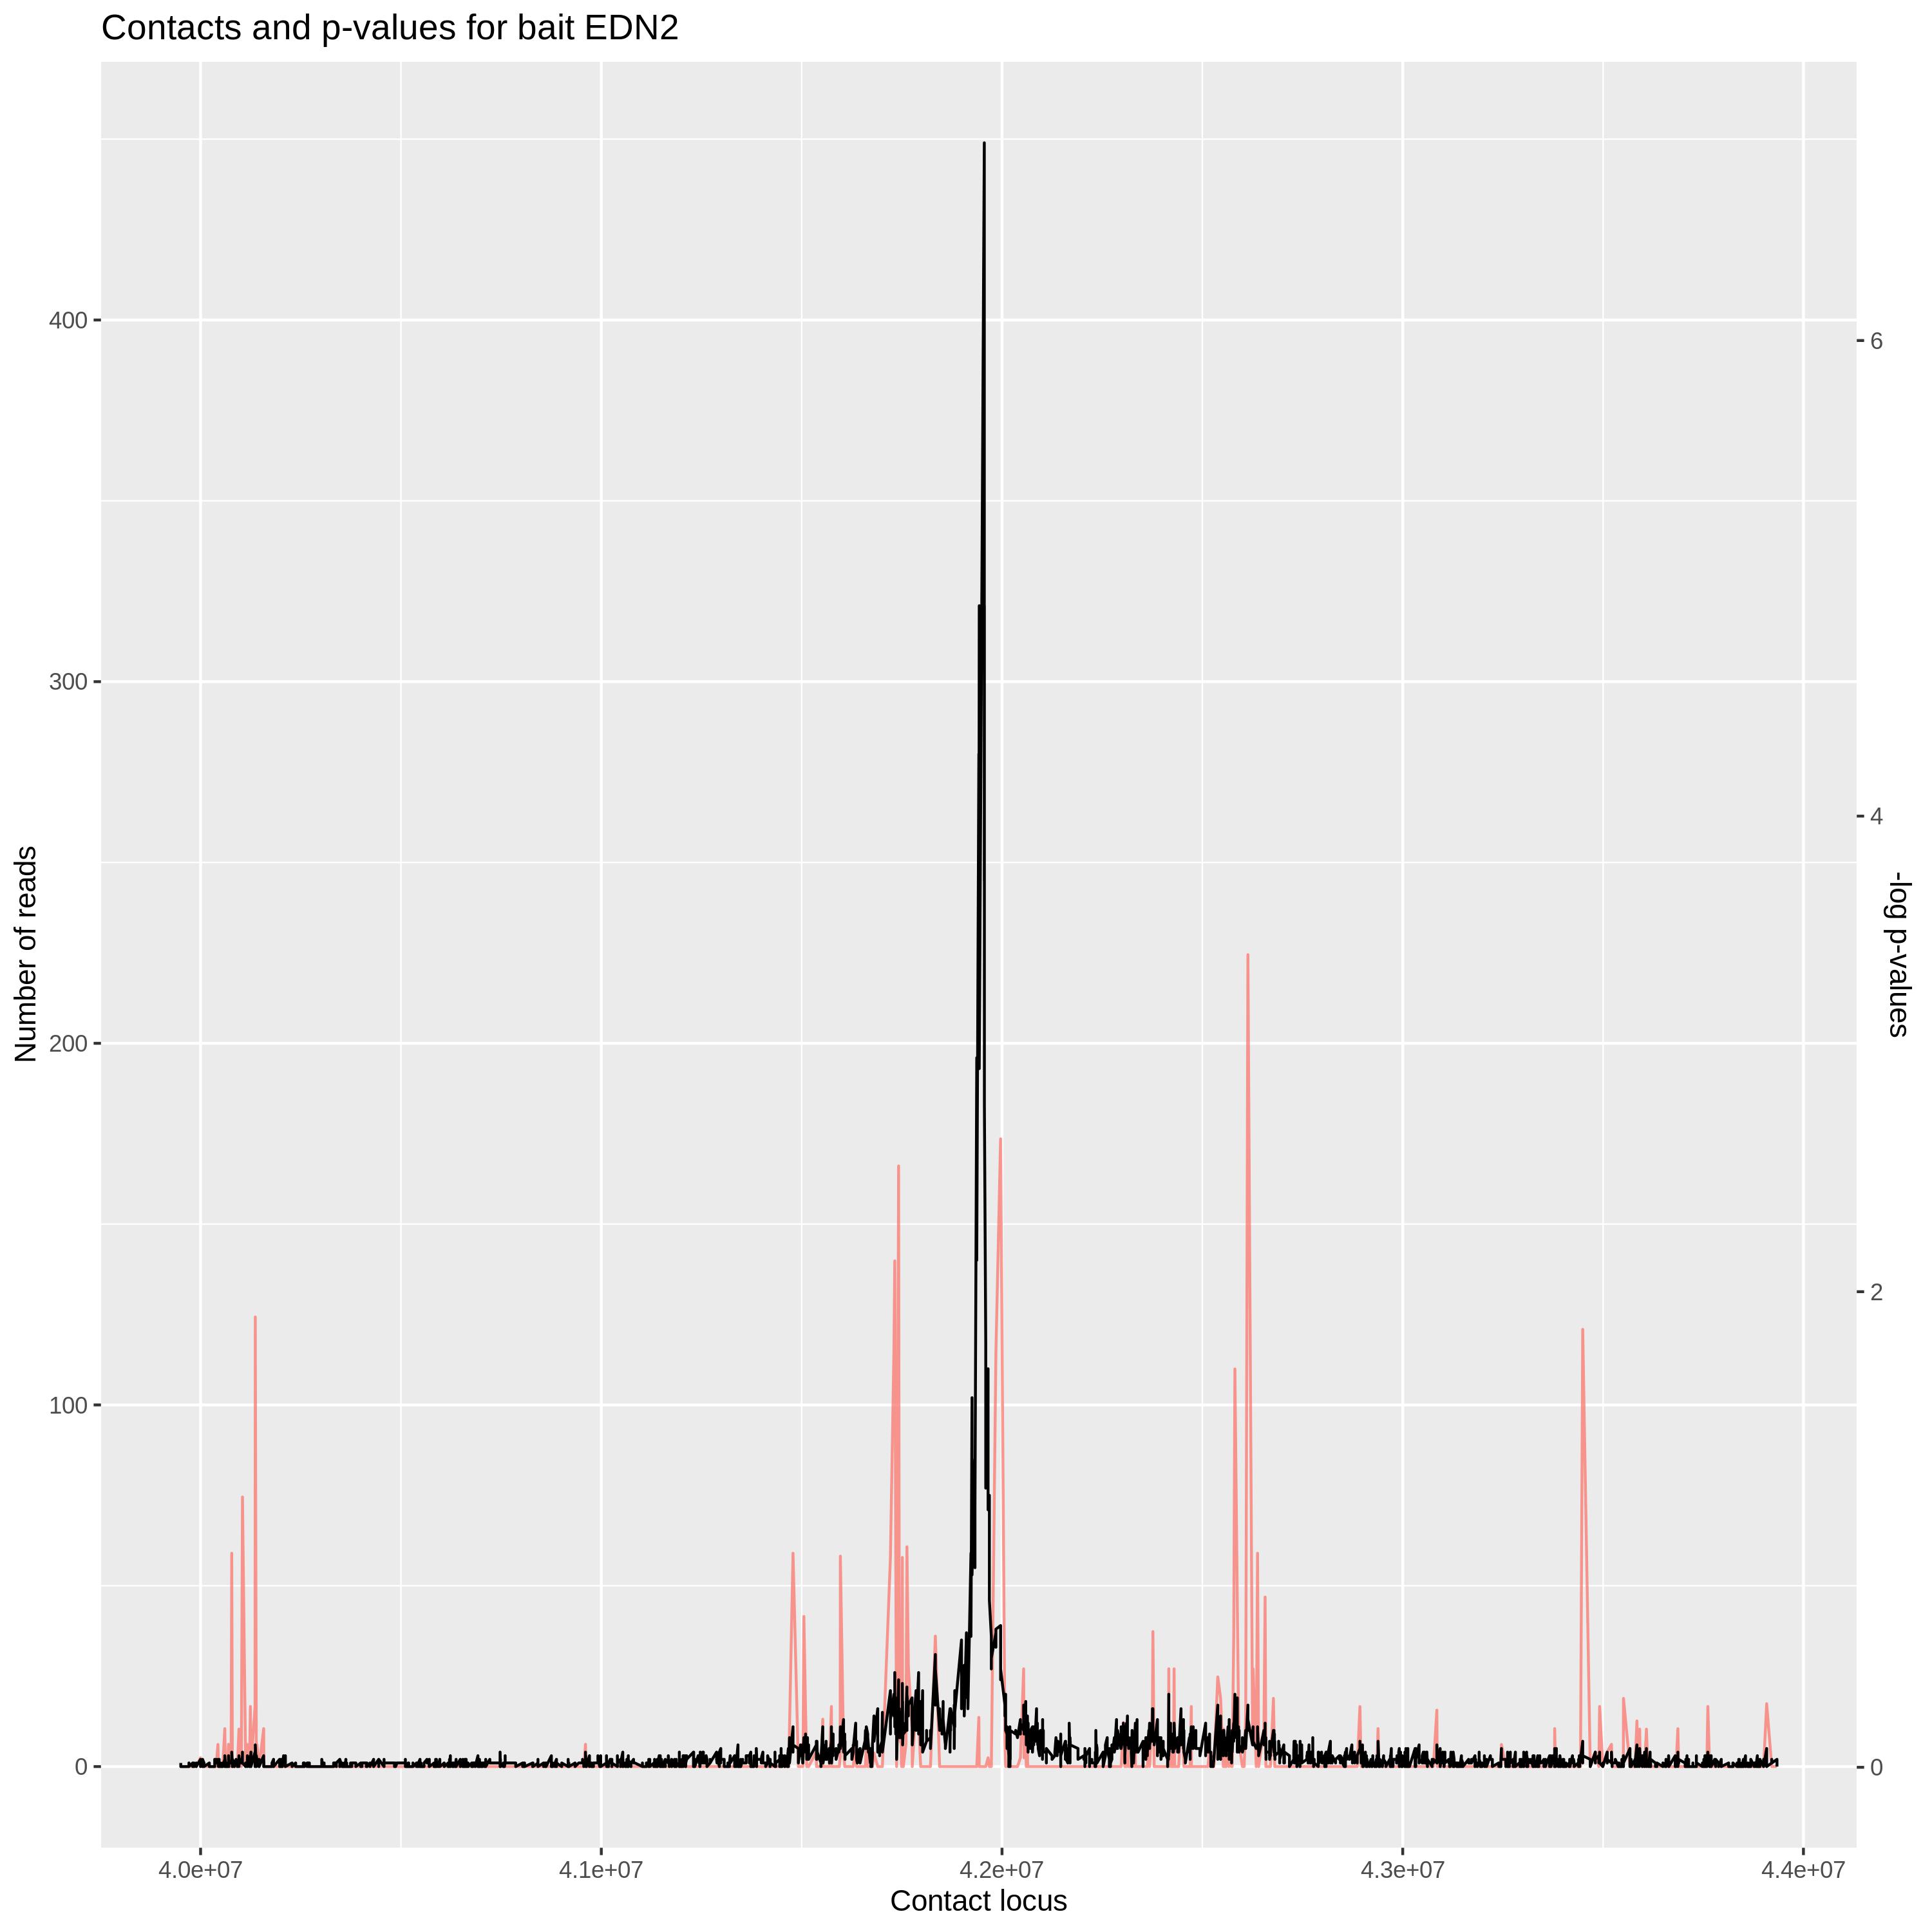 Contacts and p-values for bait EDN2
400
300
200
100
0
6
4
2
0
Number of reads
-log p-values
4.0e+07
4.1e+07
4.2e+07
4.3e+07
4.4e+07
Contact locus